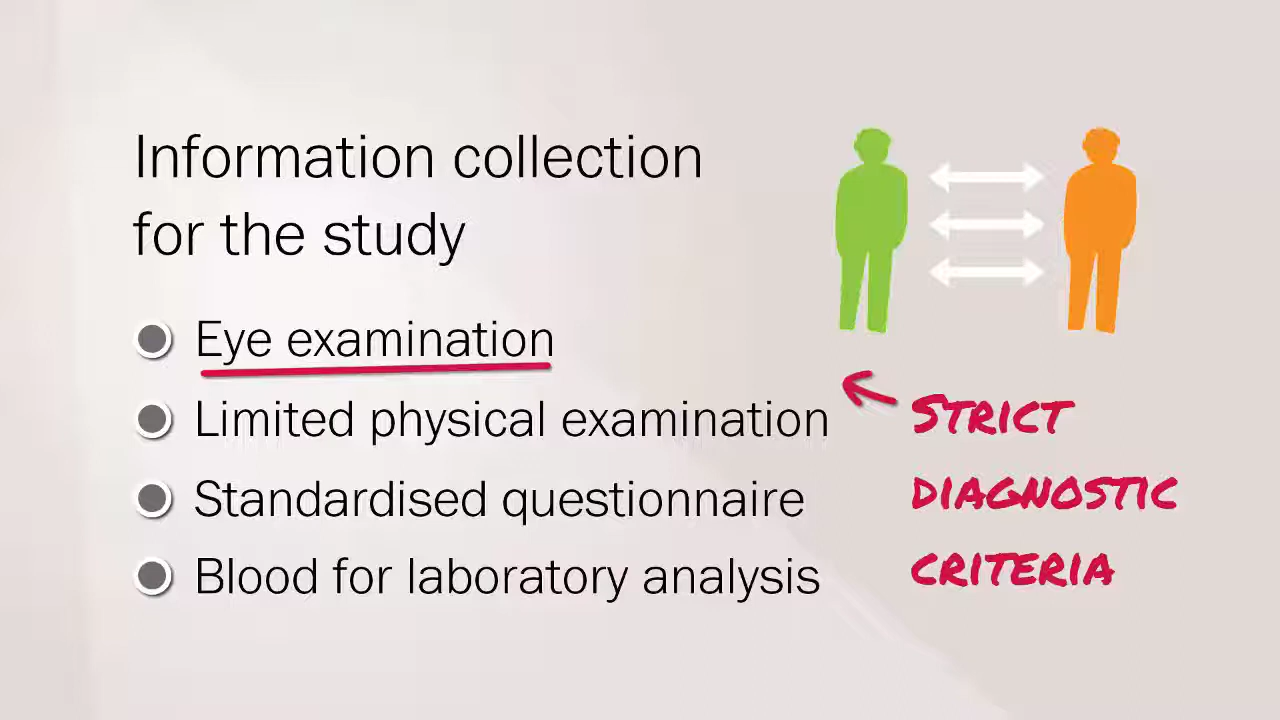 Information collection
for the study
Eye examination
Limited physical examination
Standardised questionnaire
Blood for laboratory analysis
STRICT
DIAGNOSTIC
CRITERIA